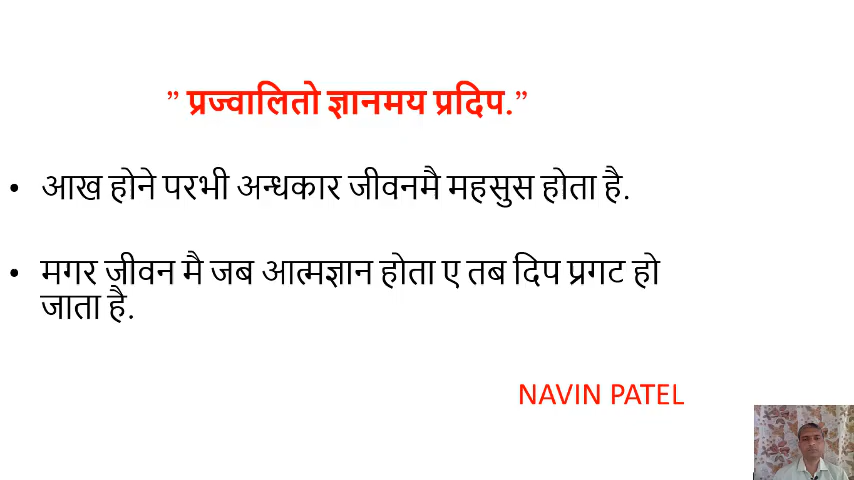 ” प्रज्वालितो ज्ञानमय प्रदिप.”
• आख होने परभी अन्धकार जीवनमै महसुस होता है.
• मगर जीवन मै जब आत्मज्ञान होता ए तब दिप प्रगट हो
जाता है.
NAVIN PATEL